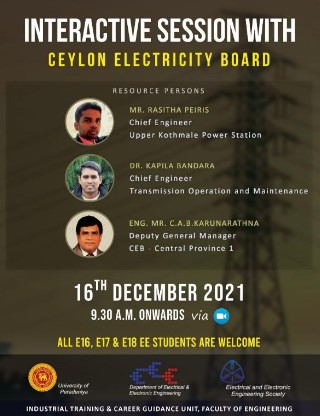 INTERACTIVE SESSION WITH
CEYLON ELECTRICITY BOARD
RESOURCE PERSONS
MR. RASITHA PEIRIS
Chief Engineer
Upper Kothmale Power Station
DR. KAPILA BANDARA
Chief Engineer
Transmission Operation and Maintenance
ENG. MR. C.A.B.KARUNARATHNA
Deputy General Manager
CEB - Central Province 1
16TH DECEMBER 2021
9.30 A.M. ONWARDS via
ALL E16, E17 & E18 EE STUDENTS ARE WELCOME
University of
Peradeniya
Department of Electrical &
Electronic Engineering
Electrical and Electronic
Engineering Society
INDUSTRIAL TRAINING & CAREER GUIDANCE UNIT, FACULTY OF ENGINEERING